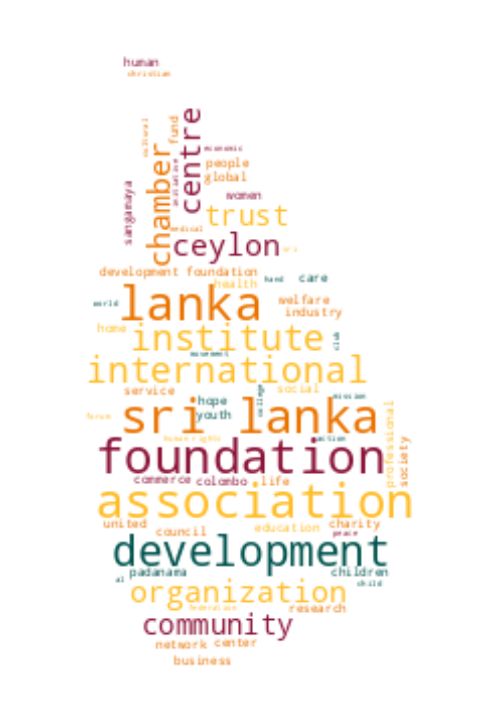 human
christian
cultural
fund
centre
chamber
economic
initiative
people
global
sangamaya
women
trust
medical
ceylon
development foundation
hand
care
health
world
lanka
welfare
industry
home
institute
club
movement
international
service
social
college
mission
hope
forum
sri lanka
youth
professional
human rights
action
society
foundation
commerce
colombo
life
association
united
council
education
charity
peace
development
al
padanama
children
child
organization
federation
research
community
network
center
business